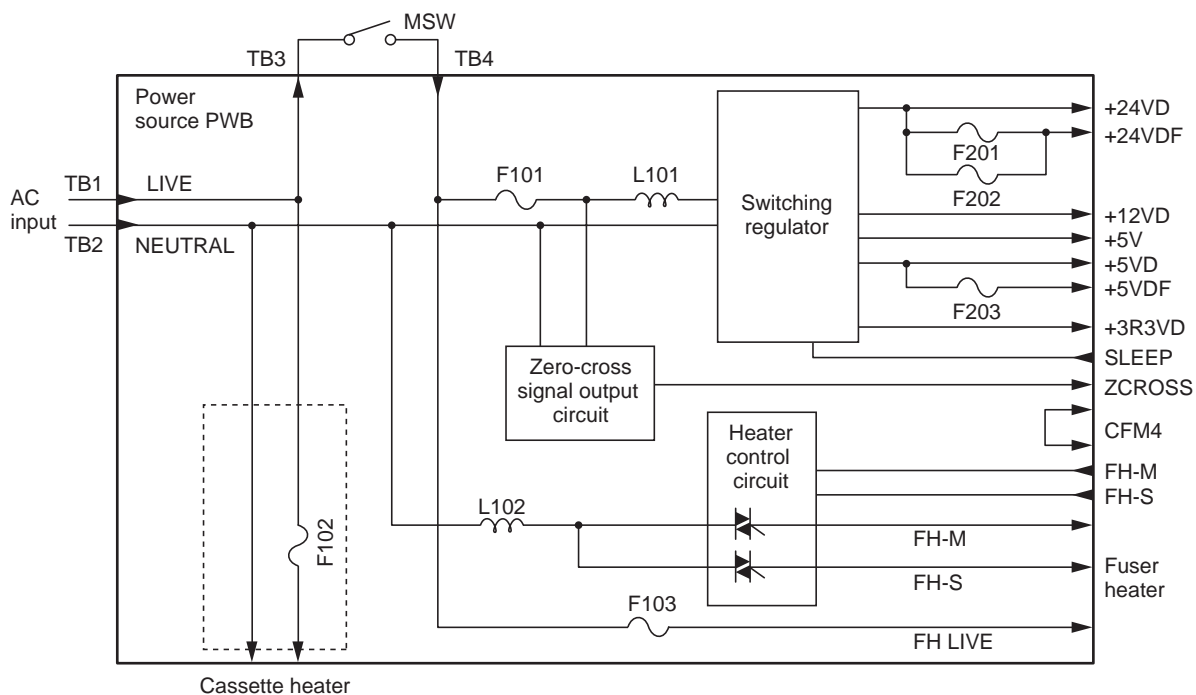 MSW
TB3
TB4
Power
source PWB
+24VD
+24VDF
F201
F202
F101
L101
TB1
LIVE
AC
input
TB2
NEUTRAL
Switching
regulator
+12VD
+5V
+5VD
+5VDF
F203
+3R3VD
SLEEP
Zero-cross
signal output
circuit
ZCROSS
CFM4
Heater
control
circuit
FH-M
FH-S
L102
F102
FH-M
FH-S
Fuser
heater
F103
FH LIVE
Cassette heater